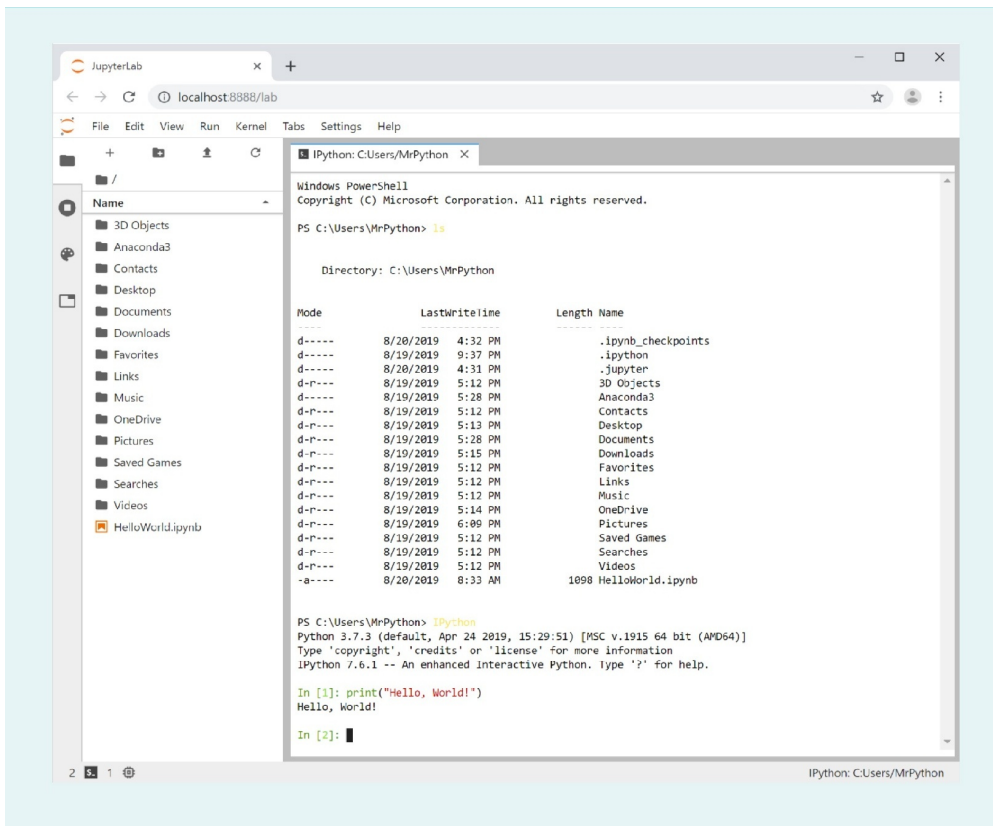 JupyterLab
localhost:8888/lab
File Edit View Run Kernel Tabs Settings Help
IPython: C:Users/MrPython
/
Name
3D Objects
Anaconda3
Contacts
Desktop
Documents
Downloads
Favorites
Links
Music
OneDrive
Pictures
Saved Games
Searches
Videos
HelloWorld.ipynb
Windows PowerShell
Copyright (C) Microsoft Corporation. All rights reserved.
PS C:\Users\MrPython> ls
Directory: C:\Users\MrPython
Mode LastWriteTime Length Name
---- ------------- ------ ----
d----- 8/20/2019 4:32 PM .ipynb_checkpoints
d----- 8/19/2019 9:37 PM .ipython
d----- 8/20/2019 4:31 PM .jupyter
d-r--- 8/19/2019 5:12 PM 3D Objects
d----- 8/19/2019 5:28 PM Anaconda3
d-r--- 8/19/2019 5:12 PM Contacts
d-r--- 8/19/2019 5:13 PM Desktop
d-r--- 8/19/2019 5:28 PM Documents
d-r--- 8/19/2019 5:15 PM Downloads
d-r--- 8/19/2019 5:12 PM Favorites
d-r--- 8/19/2019 5:12 PM Links
d-r--- 8/19/2019 5:12 PM Music
d-r--- 8/19/2019 5:14 PM OneDrive
d-r--- 8/19/2019 6:09 PM Pictures
d-r--- 8/19/2019 5:12 PM Saved Games
d-r--- 8/19/2019 5:12 PM Searches
d-r--- 8/19/2019 5:12 PM Videos
-a---- 8/20/2019 8:33 AM 1098 HelloWorld.ipynb
PS C:\Users\MrPython> IPython
Python 3.7.3 (default, Apr 24 2019, 15:29:51) [MSC v.1915 64 bit (AMD64)]
Type 'copyright', 'credits' or 'license' for more information
IPython 7.6.1 -- An enhanced Interactive Python. Type '?' for help.
In [1]: print("Hello, World!")
Hello, World!
In [2]:
2 $_ 1 IPython: C:Users/MrPython